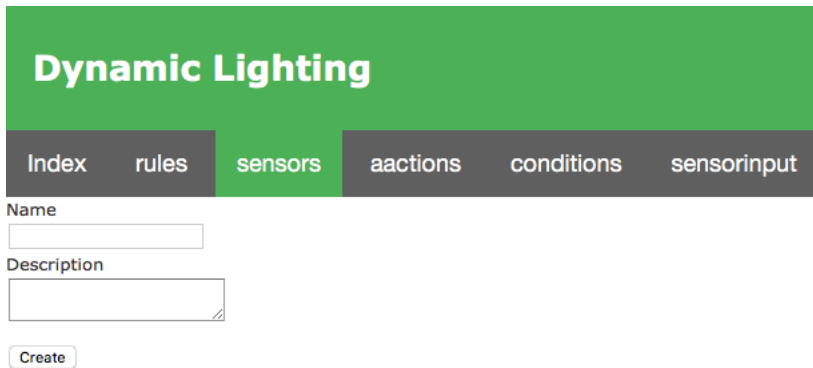 Dynamic Lighting
Index rules sensors aactions conditions sensorinput
Name
Description
Create